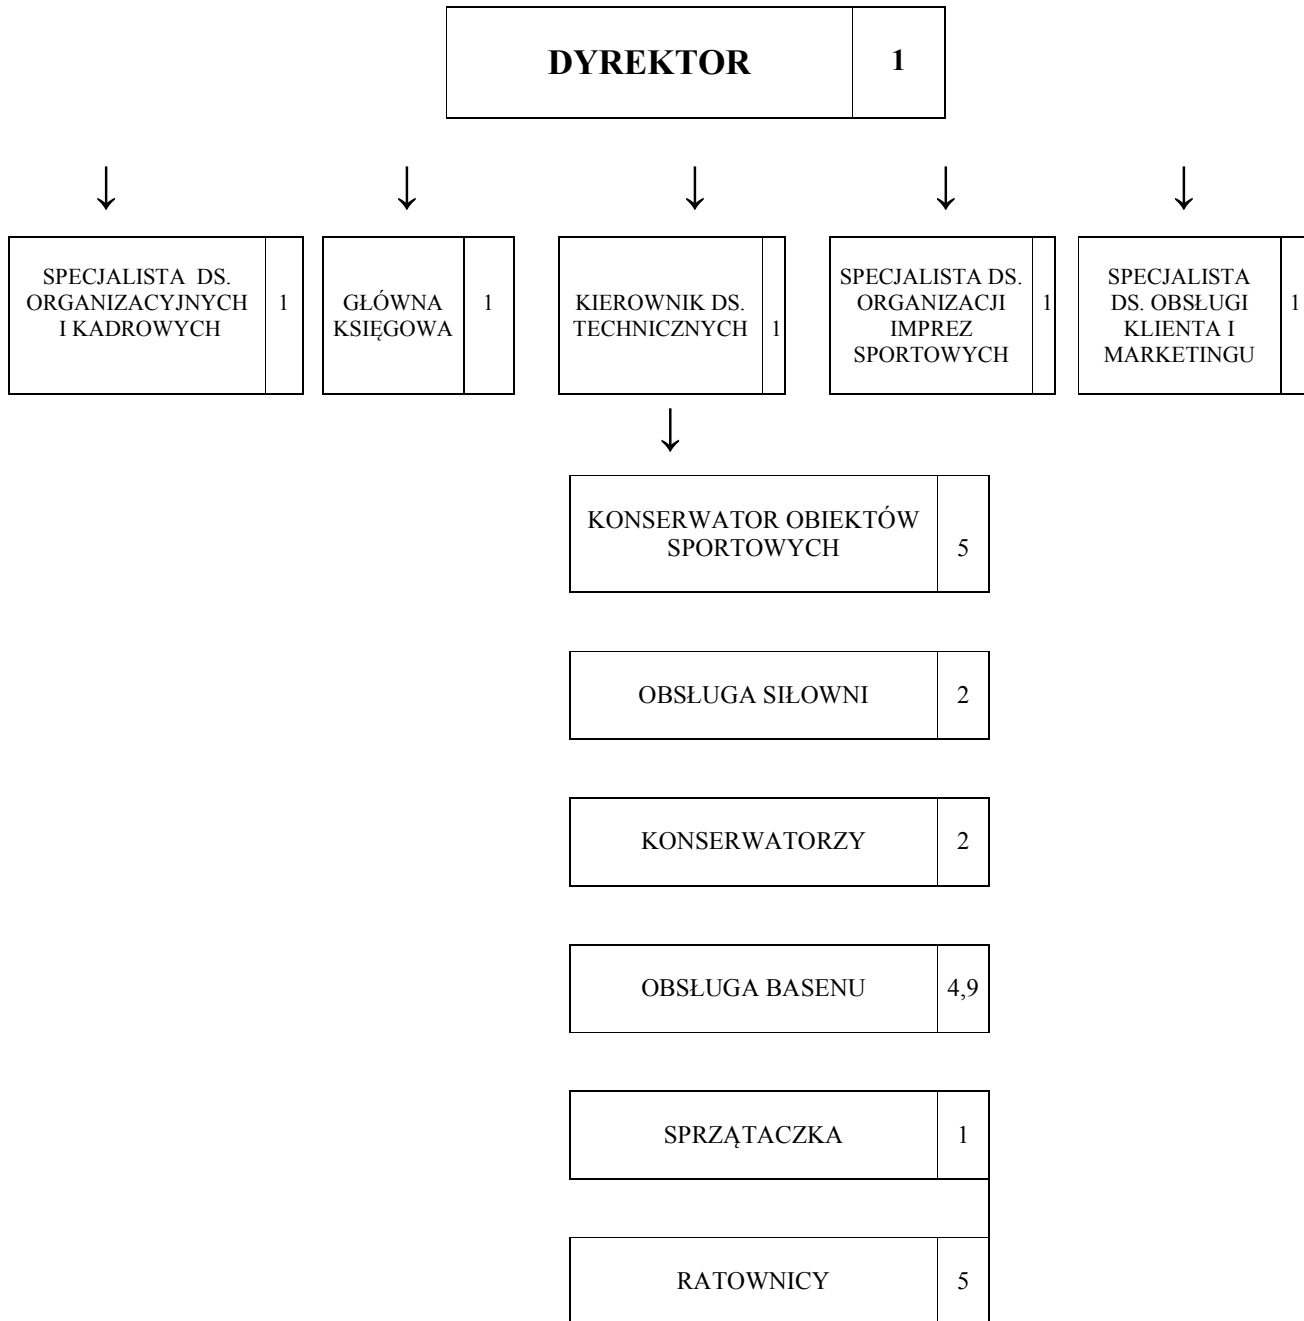 DYREKTOR 1
SPECJALISTA DS.
ORGANIZACYJNYCH
I KADROWYCH
1
GŁÓWNA
KSIĘGOWA
1
KIEROWNIK DS.
TECHNICZNYCH
1
SPECJALISTA DS.
ORGANIZACJI
IMPREZ
SPORTOWYCH
1
SPECJALISTA
DS. OBSŁUGI
KLIENTA I
MARKETINGU
1
KONSERWATOR OBIEKTÓW
SPORTOWYCH
5
OBSŁUGA SIŁOWNI 2
KONSERWATORZY 2
OBSŁUGA BASENU 4,9
SPRZĄTACZKA 1
RATOWNICY 5